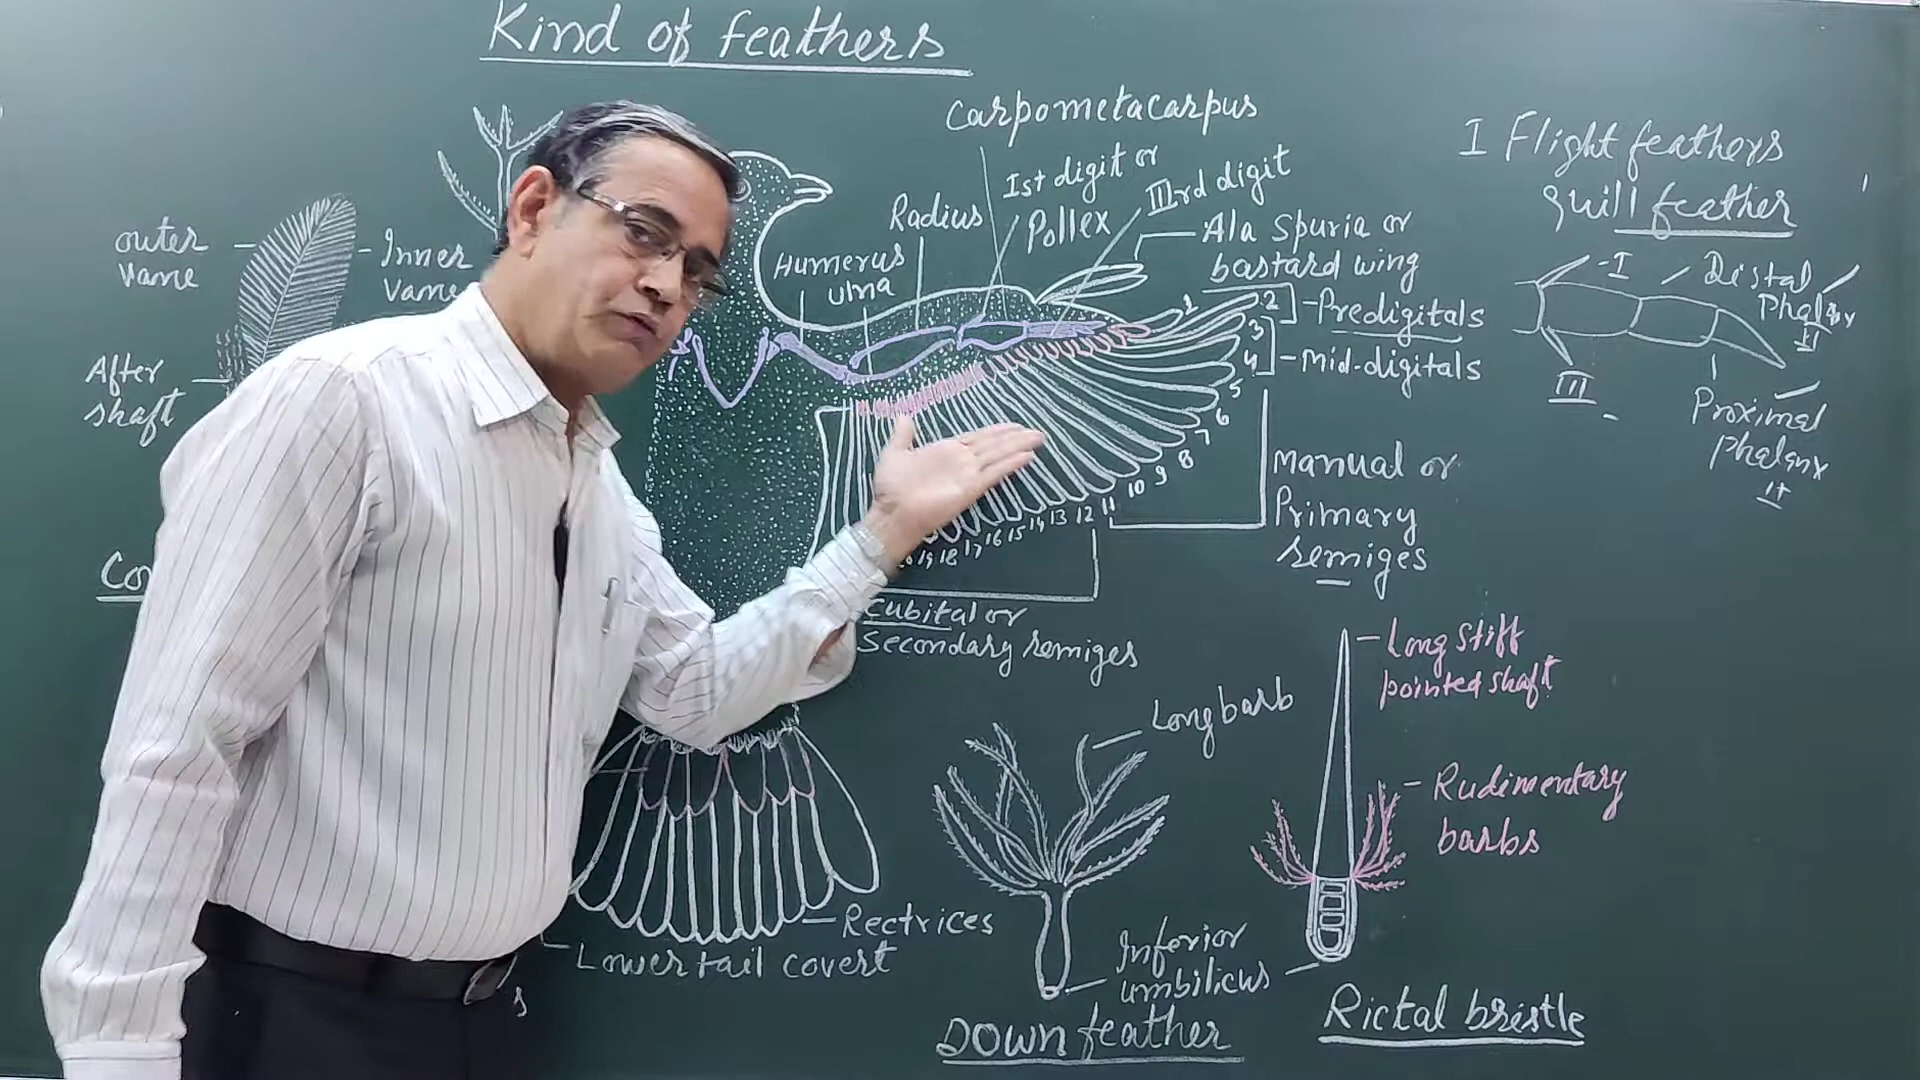 Kind of feathers
Carpometacarpus
Ist digit or
Pollex
IIIrd digit
Radius
Humerus
ulna
Ala Spuria or
bastard wing
1
2
3
4
5
6
7
8
9
10
11
12
13
14
15
16
17
18
19
Predigitals
Mid-digitals
Manual or
Primary
remiges
Cubital or
Secondary remiges
outer
vane
Inner
vane
After
shaft
I Flight feathers
quill feather
I
Distal
Phalanx
II
III
Proximal
Phalanx
Long stiff
pointed shaft
Rudimentary
barbs
Long barb
Inferior
umbilicus
Rectrices
Lower tail covert
s
Down feather
Rictal bristle